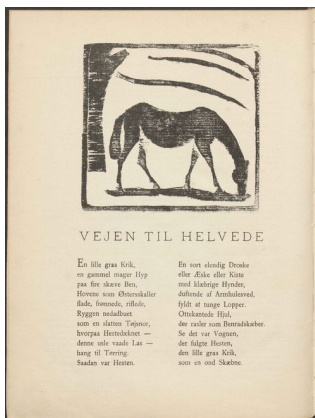 VEJEN TIL HELVEDE
En lille graa Krik,
en gammel mager Hyp
paa fire skæve Ben,
Hovene som Østersskaller
flade, frønnede, riflede,
Ryggen nedadbuet
som en slatten Tøjsnor,
hvorpaa Hestedæknet —
denne usle vaade Las —
hang til Tørring.
Saadan var Hesten.
En sort elendig Droske
eller Æske eller Kiste
med klæbrige Hynder,
duftende af Armhulesved,
fyldt af tunge Lopper.
Ottekantede Hjul,
der rasler som Benradskæber.
Se det var Vognen,
der fulgte Hesten,
den lille graa Krik,
som en ond Skæbne.